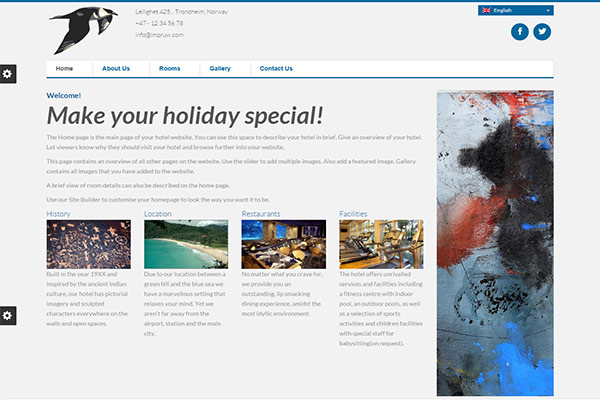 Leilighet 425,, Trondheim, Norway
+47 - 12 34 56 78
info@impruw.com
English
Home
About Us
Rooms
Gallery
Contact Us
Welcome!
Make your holiday special!
The Home page is the main page of your hotel website. You can use this space to describe your hotel in brief. Give an overview of your hotel.
Let viewers know why they should visit your hotel and browse further into your website.
This page contains an overview of all other pages on the website. Use the slider to add multiple images. Also add a featured image. Gallery
contains all images that you have added to the website.
A brief view of room details can also be described on the home page.
Use our Site Builder to customise your homepage to look the way you want it to be.
History
Built in the year 19XX and
inspired by the ancient Indian
culture, our hotel has pictorial
imagery and sculpted
characters everywhere on the
walls and open spaces.
Location
Due to our location between a
green hill and the blue sea we
have a marvelous setting that
relaxes your mind. Yet we
aren't far away from the
airport, station and the main
city.
Restaurants
No matter what you crave for,
we provide you an
outstanding, lip smacking
dining experience, amidst the
most idyllic environment.
Facilities
The hotel offers unrivalled
services and facilities including
a fitness centre with indoor
pool, an outdoor pools, as well
as a selection of sports
activities and children facilities
with special staff for
babysitting(on request).